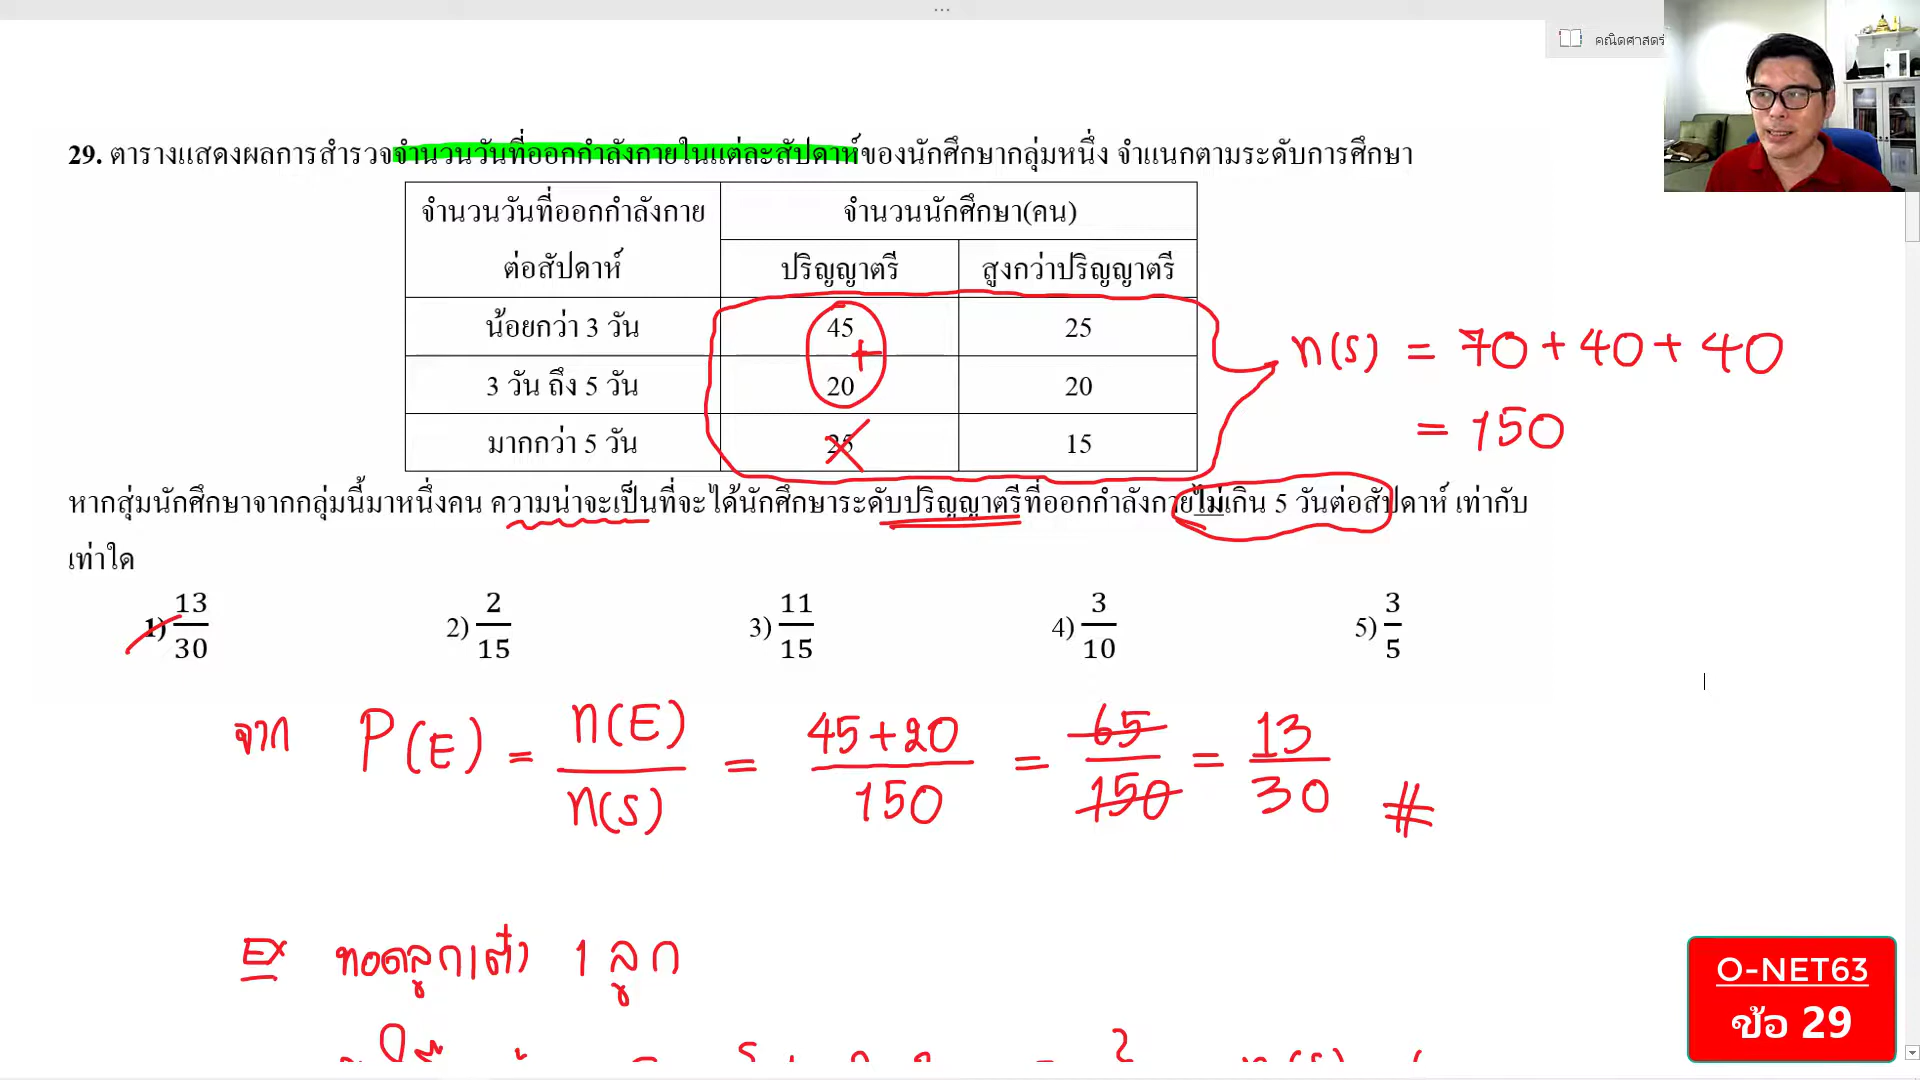 คณิตศาสตร์
29. ตารางแสดงผลการสำรวจจำนวนวันที่ออกกำลังกายในแต่ละสัปดาห์ของนักศึกษากลุ่มหนึ่ง จำแนกตามระดับการศึกษา
จำนวนวันที่ออกกำลังกาย จำนวนนักศึกษา(คน)
ต่อสัปดาห์ ปริญญาตรี สูงกว่าปริญญาตรี
น้อยกว่า 3 วัน 45 25
+
n(S) = 70 + 40 + 40
3 วัน ถึง 5 วัน 20 20
= 150
มากกว่า 5 วัน 25 15
หากสุ่มนักศึกษาจากกลุ่มนี้มาหนึ่งคน ความน่าจะเป็นที่จะได้นักศึกษาระดับปริญญาตรีที่ออกกำลังกายไม่เกิน 5 วันต่อสัปดาห์ เท่ากับ
เท่าใด
1) 13/30 2) 2/15 3) 11/15 4) 3/10 5) 3/5
จาก P(E) = n(E)/n(S) = 45+20/150 = 65/150 = 13/30 #
EX ทอดลูกเต๋า 1 ลูก
O-NET63
ข้อ 29